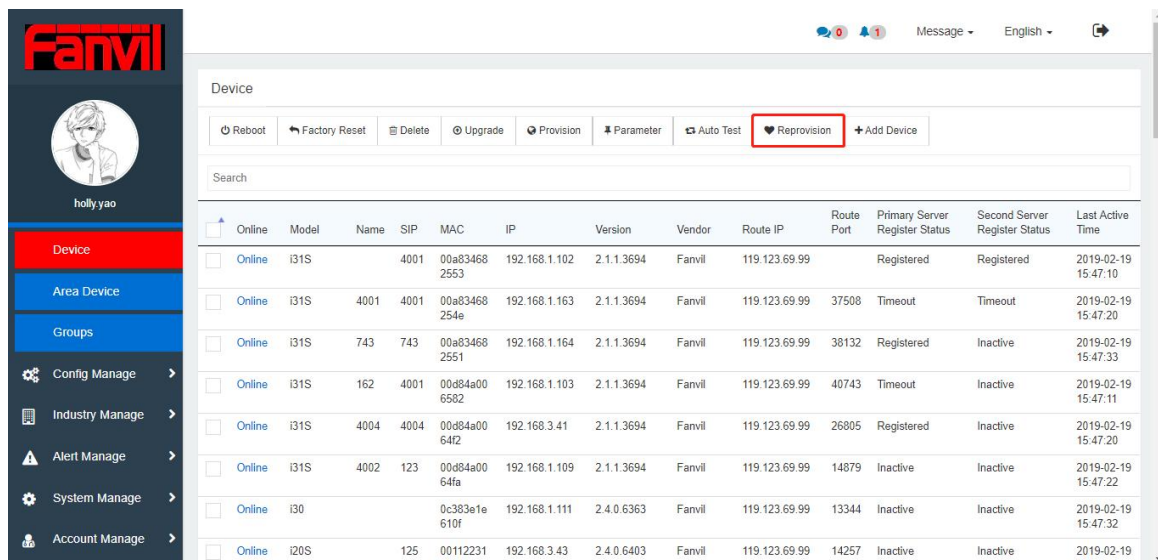 Fanvil
0 1 Message English
holly.yao
Device
Area Device
Groups
Config Manage
Industry Manage
Alert Manage
System Manage
Account Manage
Device
Reboot Factory Reset Delete Upgrade Provision Parameter Auto Test Reprovision Add Device
Search
Online Model Name SIP MAC IP Version Vendor Route IP Route Port Primary Server Register Status Second Server Register Status Last Active Time
Online i31S 4001 00a83468 192.168.1.102 2.1.1.3694 Fanvil 119.123.69.99 Registered Registered 2019-02-19
2553 15:47:10
Online i31S 4001 4001 00a83468 192.168.1.163 2.1.1.3694 Fanvil 119.123.69.99 37508 Timeout Timeout 2019-02-19
254e 15:47:20
Online i31S 743 743 00a83468 192.168.1.164 2.1.1.3694 Fanvil 119.123.69.99 38132 Registered Inactive 2019-02-19
2551 15:47:33
Online i31S 162 4001 00d84a00 192.168.1.103 2.1.1.3694 Fanvil 119.123.69.99 40743 Timeout Inactive 2019-02-19
6582 15:47:11
Online i31S 4004 4004 00d84a00 192.168.3.41 2.1.1.3694 Fanvil 119.123.69.99 26805 Registered Inactive 2019-02-19
64f2 15:47:20
Online i31S 4002 123 00d84a00 192.168.1.109 2.1.1.3694 Fanvil 119.123.69.99 14879 Inactive Inactive 2019-02-19
64fa 15:47:22
Online i30 0c383e1e 192.168.1.111 2.4.0.6363 Fanvil 119.123.69.99 13344 Inactive Inactive 2019-02-19
610f 15:47:32
Online i20S 125 00112231 192.168.3.43 2.4.0.6403 Fanvil 119.123.69.99 14257 Inactive Inactive 2019-02-19